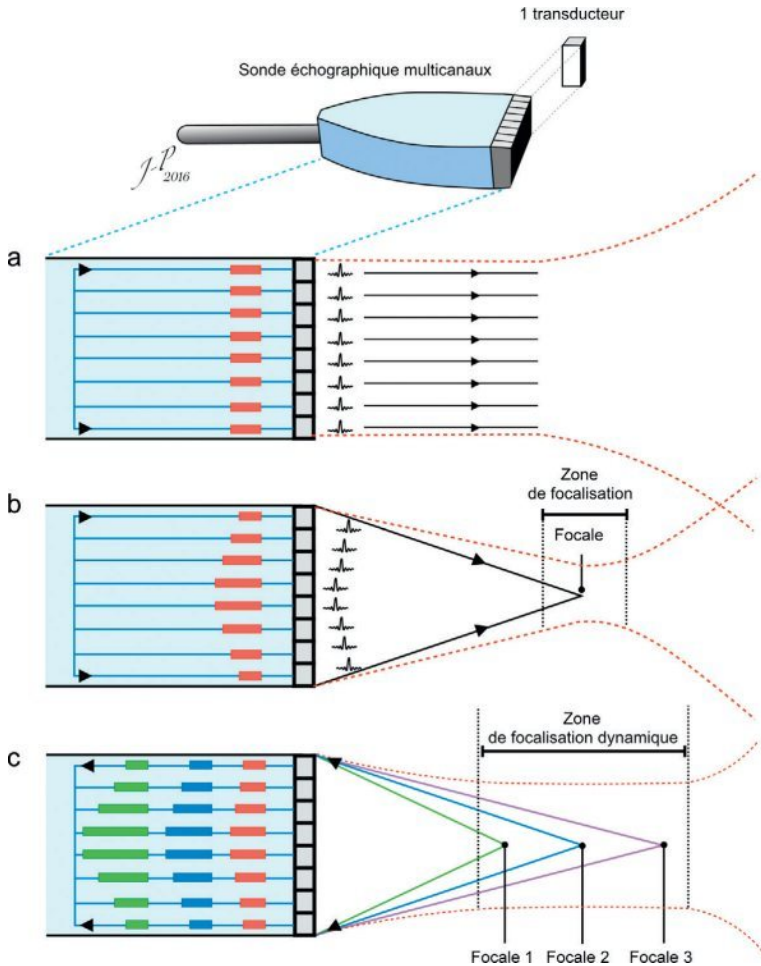 1 transducteur
Sonde échographique multicanaux
J-P
2016
a
b
Zone
de focalisation
Focale
c
Zone
de focalisation dynamique
Focale 1
Focale 2
Focale 3